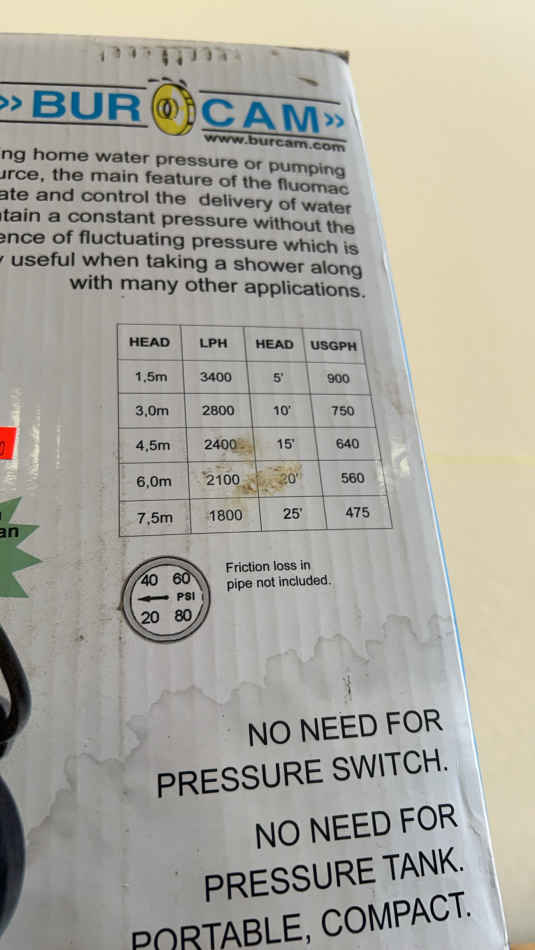 »BUR CAM»
www.burcam.com
ing home water pressure or pumping
urce, the main feature of the fluomac
ate and control the delivery of water
tain a constant pressure without the
ence of fluctuating pressure which is
y useful when taking a shower along
with many other applications.
HEAD LPH HEAD USGPH
1,5m 3400 5' 900
3,0m 2800 10' 750
4,5m 2400 15' 640
6,0m 2100 20' 560
7,5m 1800 25' 475
an
40 60
PSI
20 80
Friction loss in
pipe not included.
NO NEED FOR
PRESSURE SWITCH.
NO NEED FOR
PRESSURE TANK.
PORTABLE, COMPACT.